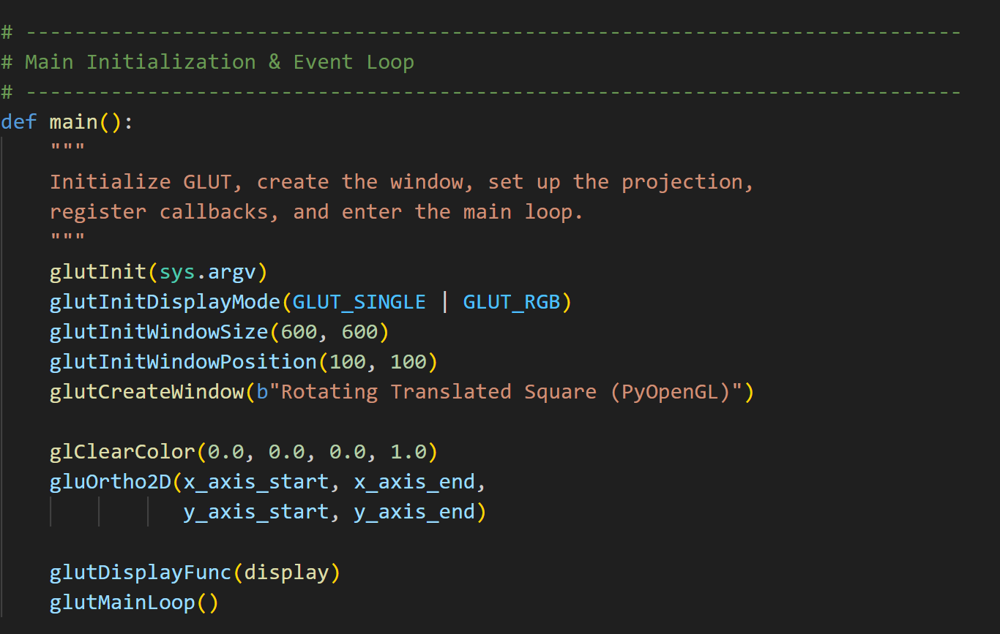 # -----------------------------------------------------------------------------
# Main Initialization & Event Loop
# -----------------------------------------------------------------------------
def main():
    """
    Initialize GLUT, create the window, set up the projection,
    register callbacks, and enter the main loop.
    """
    glutInit(sys.argv)
    glutInitDisplayMode(GLUT_SINGLE | GLUT_RGB)
    glutInitWindowSize(600, 600)
    glutInitWindowPosition(100, 100)
    glutCreateWindow(b"Rotating Translated Square (PyOpenGL)")

    glClearColor(0.0, 0.0, 0.0, 1.0)
    gluOrtho2D(x_axis_start, x_axis_end,
               y_axis_start, y_axis_end)

    glutDisplayFunc(display)
    glutMainLoop()